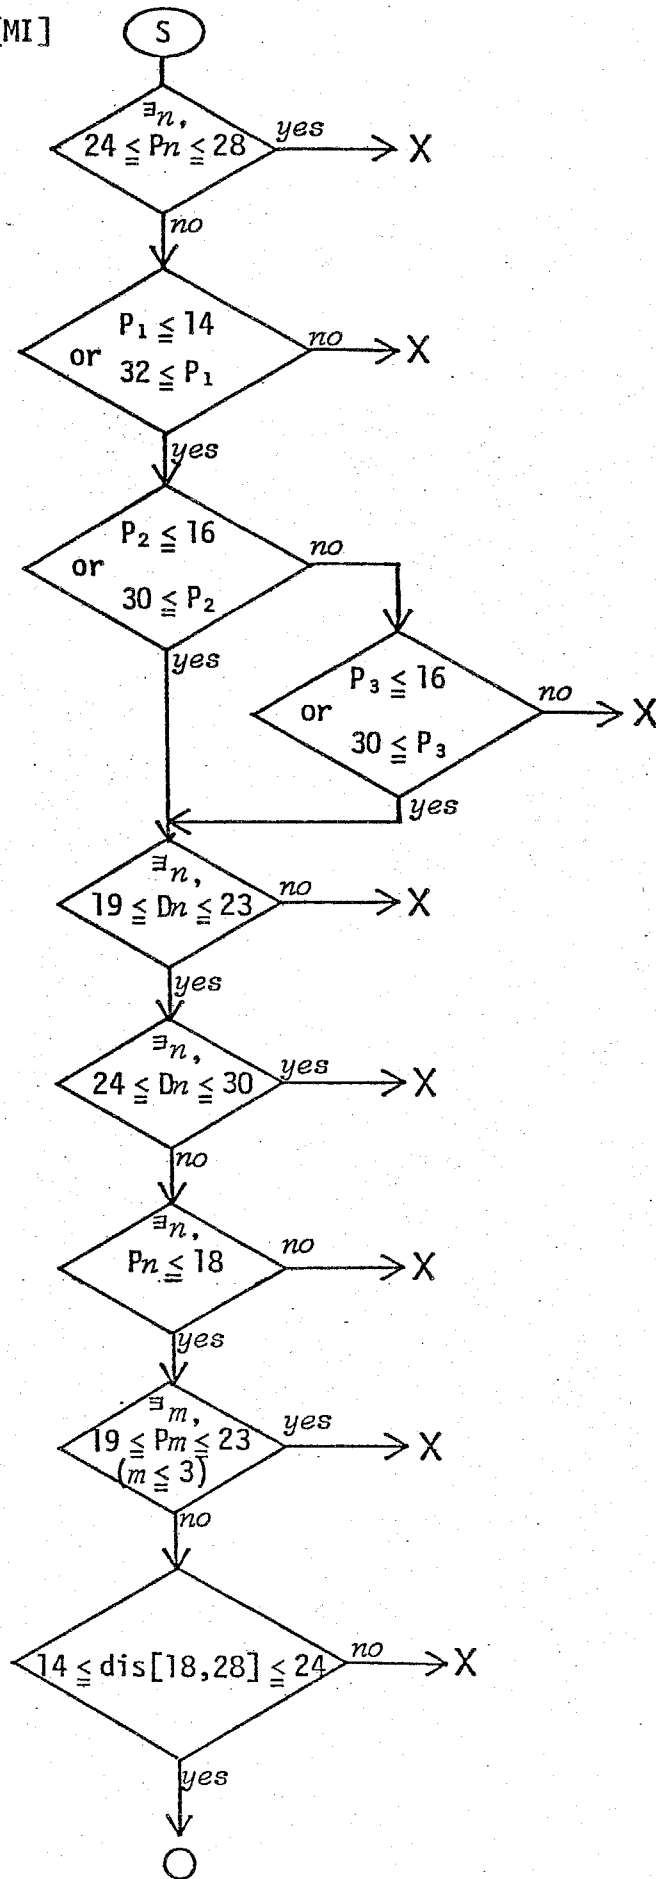 [MI]
S
∃n,
24 ≦ Pn ≦ 28
yes
X
no
P₁ ≦ 14
or
32 ≦ P₁
no
X
yes
P₂ ≦ 16
or
30 ≦ P₂
no
yes
P₃ ≦ 16
or
30 ≦ P₃
no
X
yes
∃n,
19 ≦ Dn ≦ 23
no
X
yes
∃n,
24 ≦ Dn ≦ 30
yes
X
no
∃n,
Pn ≦ 18
no
X
yes
∃m,
19 ≦ Pm ≦ 23
(m ≦ 3)
yes
X
no
14 ≦ dis[18,28] ≦ 24
no
X
yes